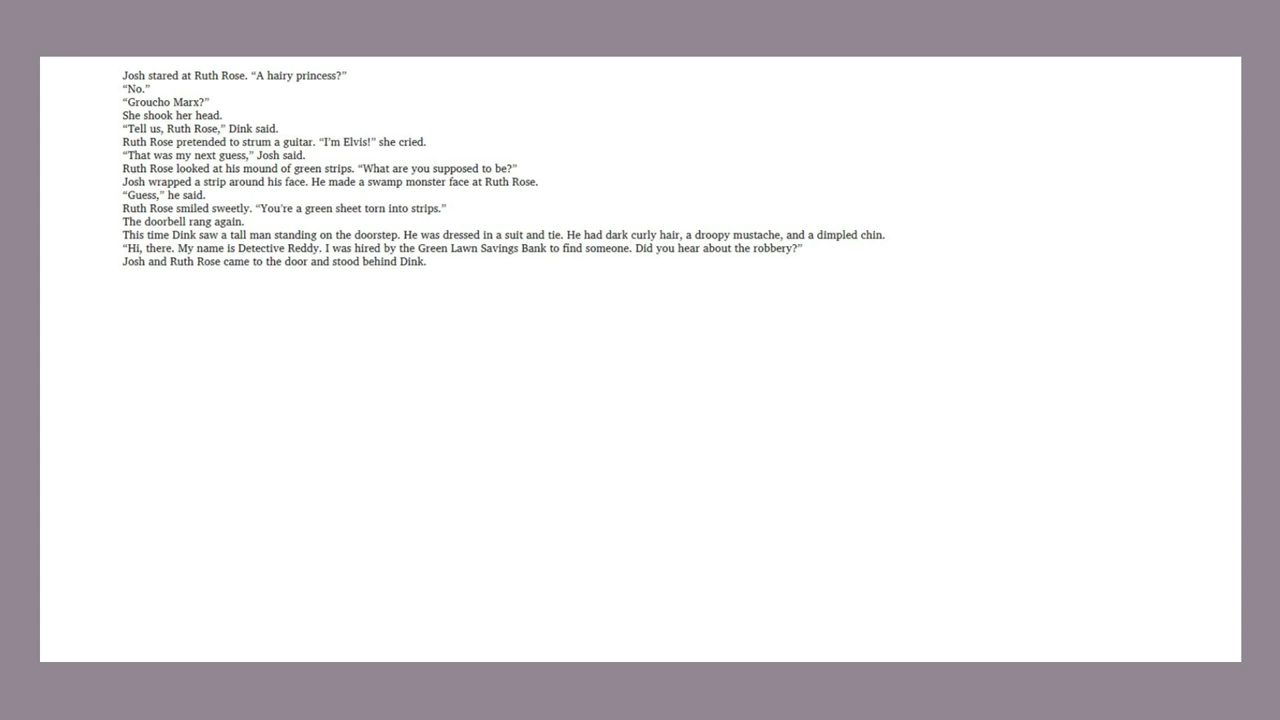 Josh stared at Ruth Rose. “A hairy princess?”
“No.”
“Groucho Marx?”
She shook her head.
“Tell us, Ruth Rose,” Dink said.
Ruth Rose pretended to strum a guitar. “I’m Elvis!” she cried.
“That was my next guess,” Josh said.
Ruth Rose looked at his mound of green strips. “What are you supposed to be?”
Josh wrapped a strip around his face. He made a swamp monster face at Ruth Rose.
“Guess,” he said.
Ruth Rose smiled sweetly. “You’re a green sheet torn into strips.”
The doorbell rang again.
This time Dink saw a tall man standing on the doorstep. He was dressed in a suit and tie. He had dark curly hair, a droopy mustache, and a dimpled chin.
“Hi, there. My name is Detective Reddy. I was hired by the Green Lawn Savings Bank to find someone. Did you hear about the robbery?”
Josh and Ruth Rose came to the door and stood behind Dink.